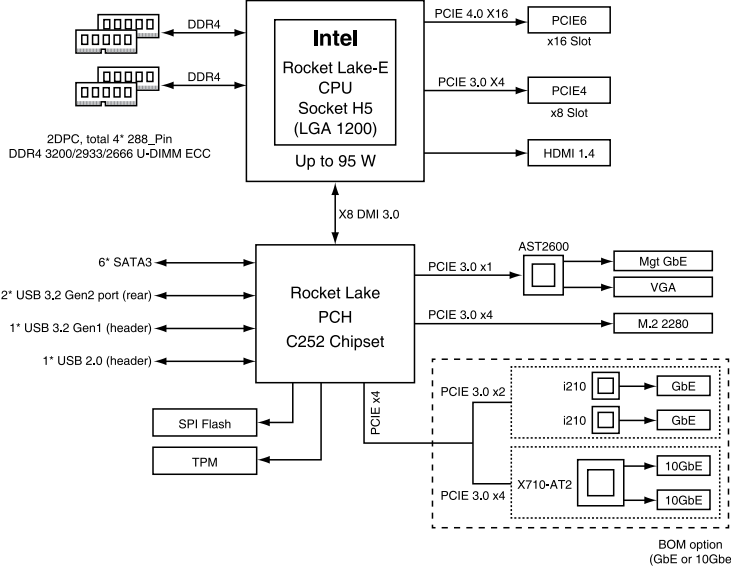 DDR4
DDR4
2DPC, total 4* 288_Pin
DDR4 3200/2933/2666 U-DIMM ECC
Intel
Rocket Lake-E
CPU
Socket H5
(LGA 1200)
Up to 95 W
PCIE 4.0 X16
PCIE6
x16 Slot
PCIE 3.0 X4
PCIE4
x8 Slot
HDMI 1.4
X8 DMI 3.0
6* SATA3
2* USB 3.2 Gen2 port (rear)
1* USB 3.2 Gen1 (header)
1* USB 2.0 (header)
Rocket Lake
PCH
C252 Chipset
PCIE 3.0 x1
AST2600
Mgt GbE
VGA
PCIE 3.0 x4
M.2 2280
SPI Flash
TPM
PCIE x4
PCIE 3.0 x2
i210
GbE
i210
GbE
PCIE 3.0 x4
X710-AT2
10GbE
10GbE
BOM option
(GbE or 10Gbe